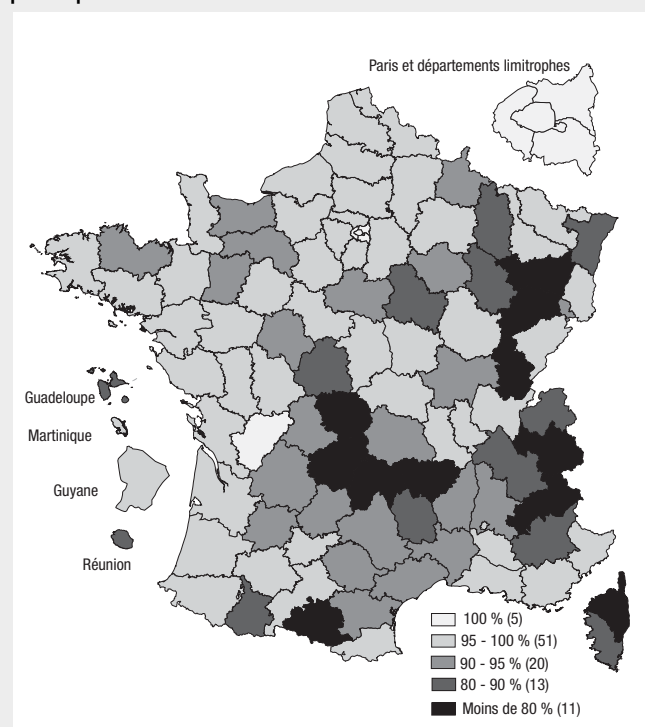 Paris et départements limitrophes
Guadeloupe
Martinique
Guyane
Réunion
100 % (5)
95 - 100 % (51)
90 - 95 % (20)
80 - 90 % (13)
Moins de 80 % (11)